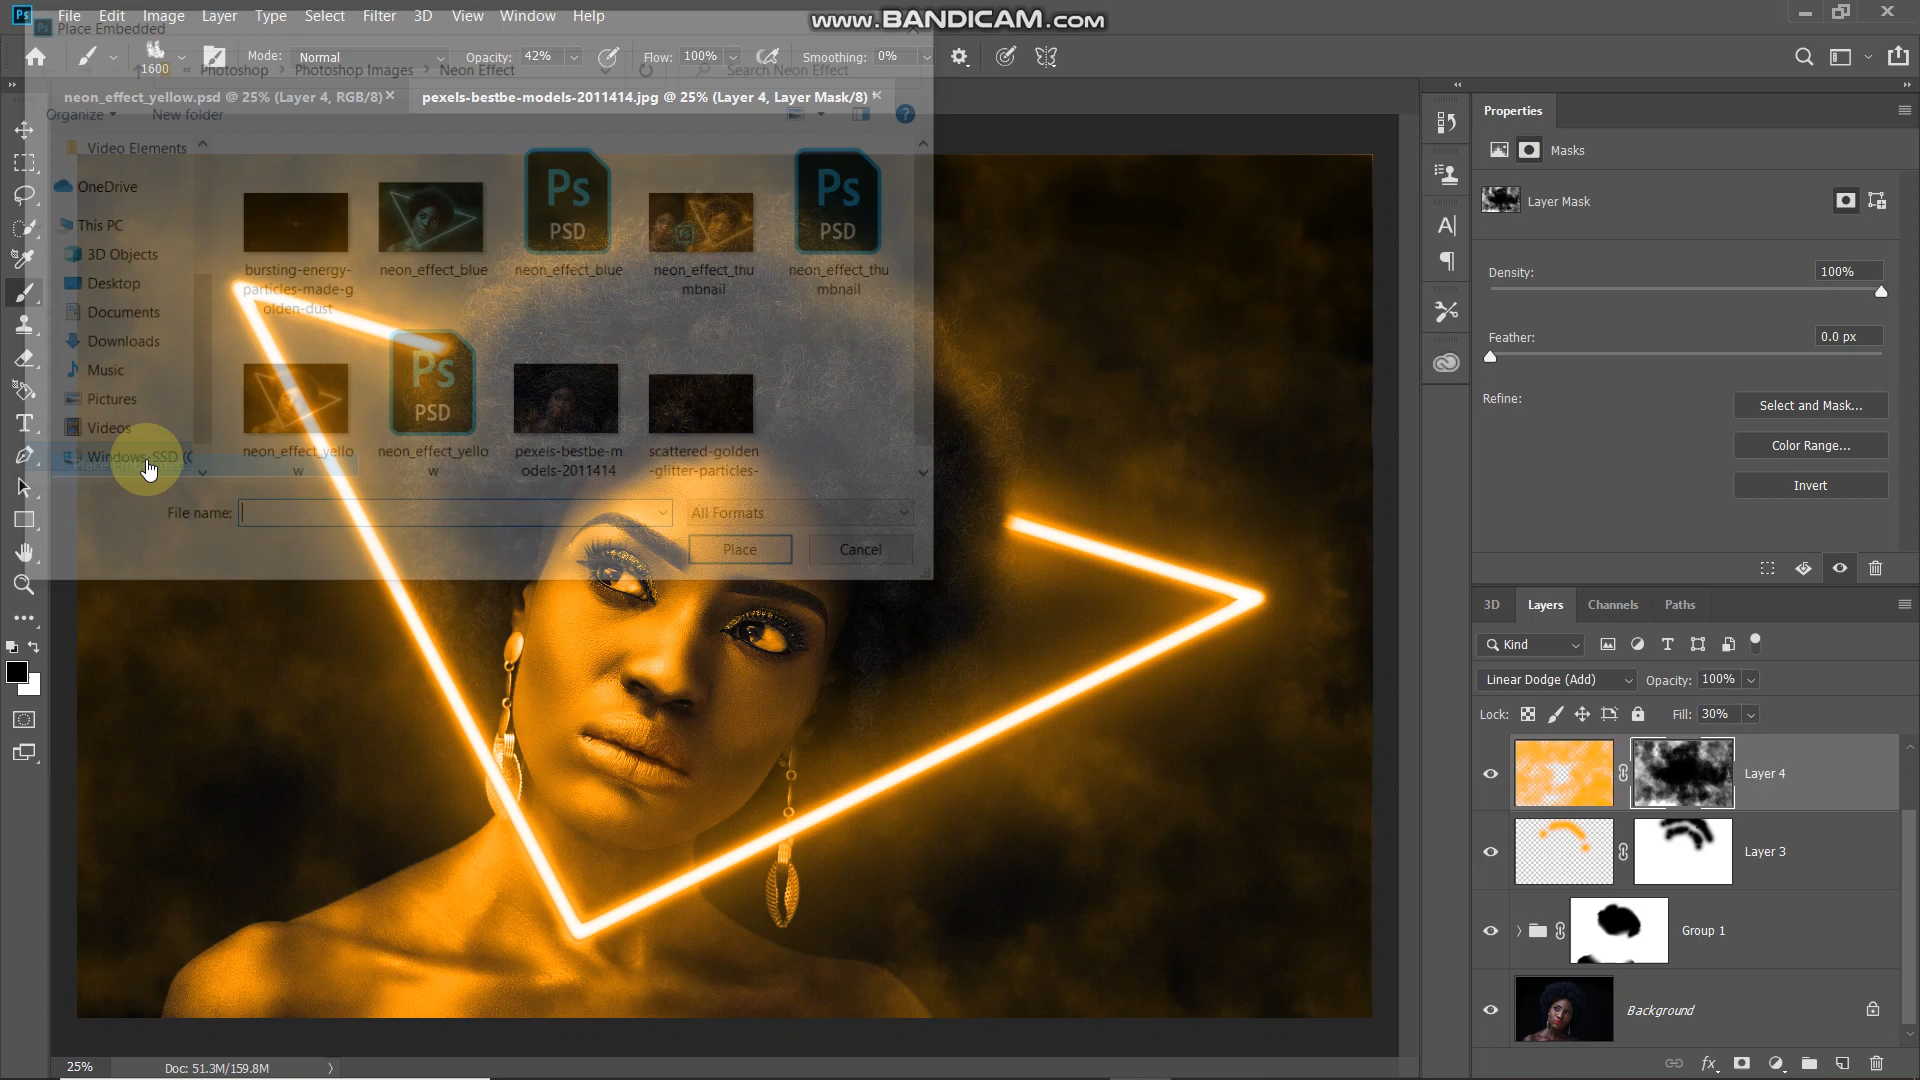 File Edit Image Layer Type Select Filter 3D View Window Help
www.BANDICAM.com
Place Embedded
1600 Mode: Normal Opacity: 42% Flow: 100% Smoothing: 0%
« Photoshop › Photoshop Images › Neon Effect Search Neon Effect
neon_effect_yellow.psd @ 25% (Layer 4, RGB/8) × pexels-bestbe-models-2011414.jpg @ 25% (Layer 4, Layer Mask/8) ×
Organize New folder
Video Elements
OneDrive
This PC
3D Objects
Desktop
Documents
Downloads
Music
Pictures
Videos
Windows-SSD (C
Place Embedded...
Ps
PSD
Ps
PSD
bursting-energy-
particles-made-g
olden-dust
neon_effect_blue
neon_effect_blue
neon_effect_thu
mbnail
neon_effect_thu
mbnail
Ps
PSD
neon_effect_yello
w
neon_effect_yello
w
pexels-bestbe-m
odels-2011414
scattered-golden
-glitter-particles-
File name: All Formats
Place Cancel
T
25% Doc: 51.3M/159.8M
Properties
Masks
Layer Mask
Density: 100%
Feather: 0.0 px
Refine: Select and Mask...
Color Range...
Invert
3D Layers Channels Paths
Kind
Linear Dodge (Add) Opacity: 100%
Lock: Fill: 30%
Layer 4
Layer 3
Group 1
Background
fx